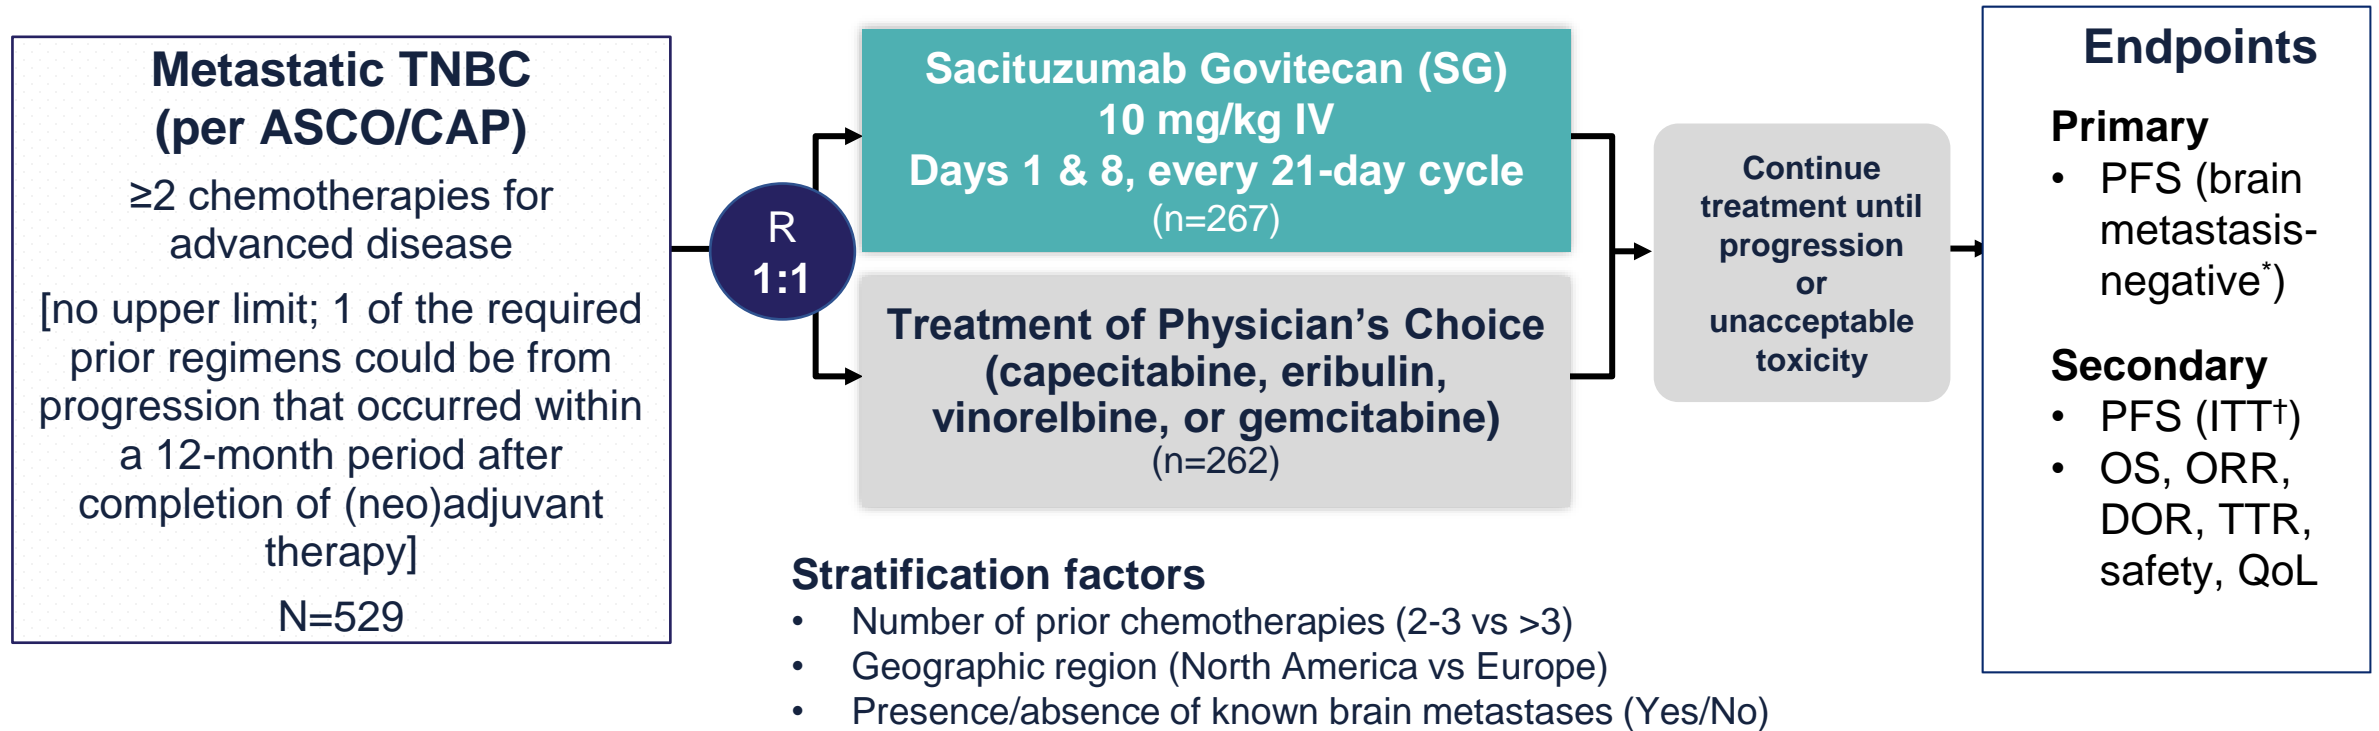 Metastatic TNBC
(per ASCO/CAP)
≥2 chemotherapies for
advanced disease
[no upper limit; 1 of the required
prior regimens could be from
progression that occurred within
a 12-month period after
completion of (neo)adjuvant
therapy]
N=529
R
1:1
Sacituzumab Govitecan (SG)
10 mg/kg IV
Days 1 & 8, every 21-day cycle
(n=267)
Treatment of Physician’s Choice
(capecitabine, eribulin,
vinorelbine, or gemcitabine)
(n=262)
Continue
treatment until
progression
or
unacceptable
toxicity
Endpoints
Primary
• PFS (brain
metastasis-
negative*)
Secondary
• PFS (ITT†)
• OS, ORR,
DOR, TTR,
safety, QoL
Stratification factors
• Number of prior chemotherapies (2-3 vs >3)
• Geographic region (North America vs Europe)
• Presence/absence of known brain metastases (Yes/No)